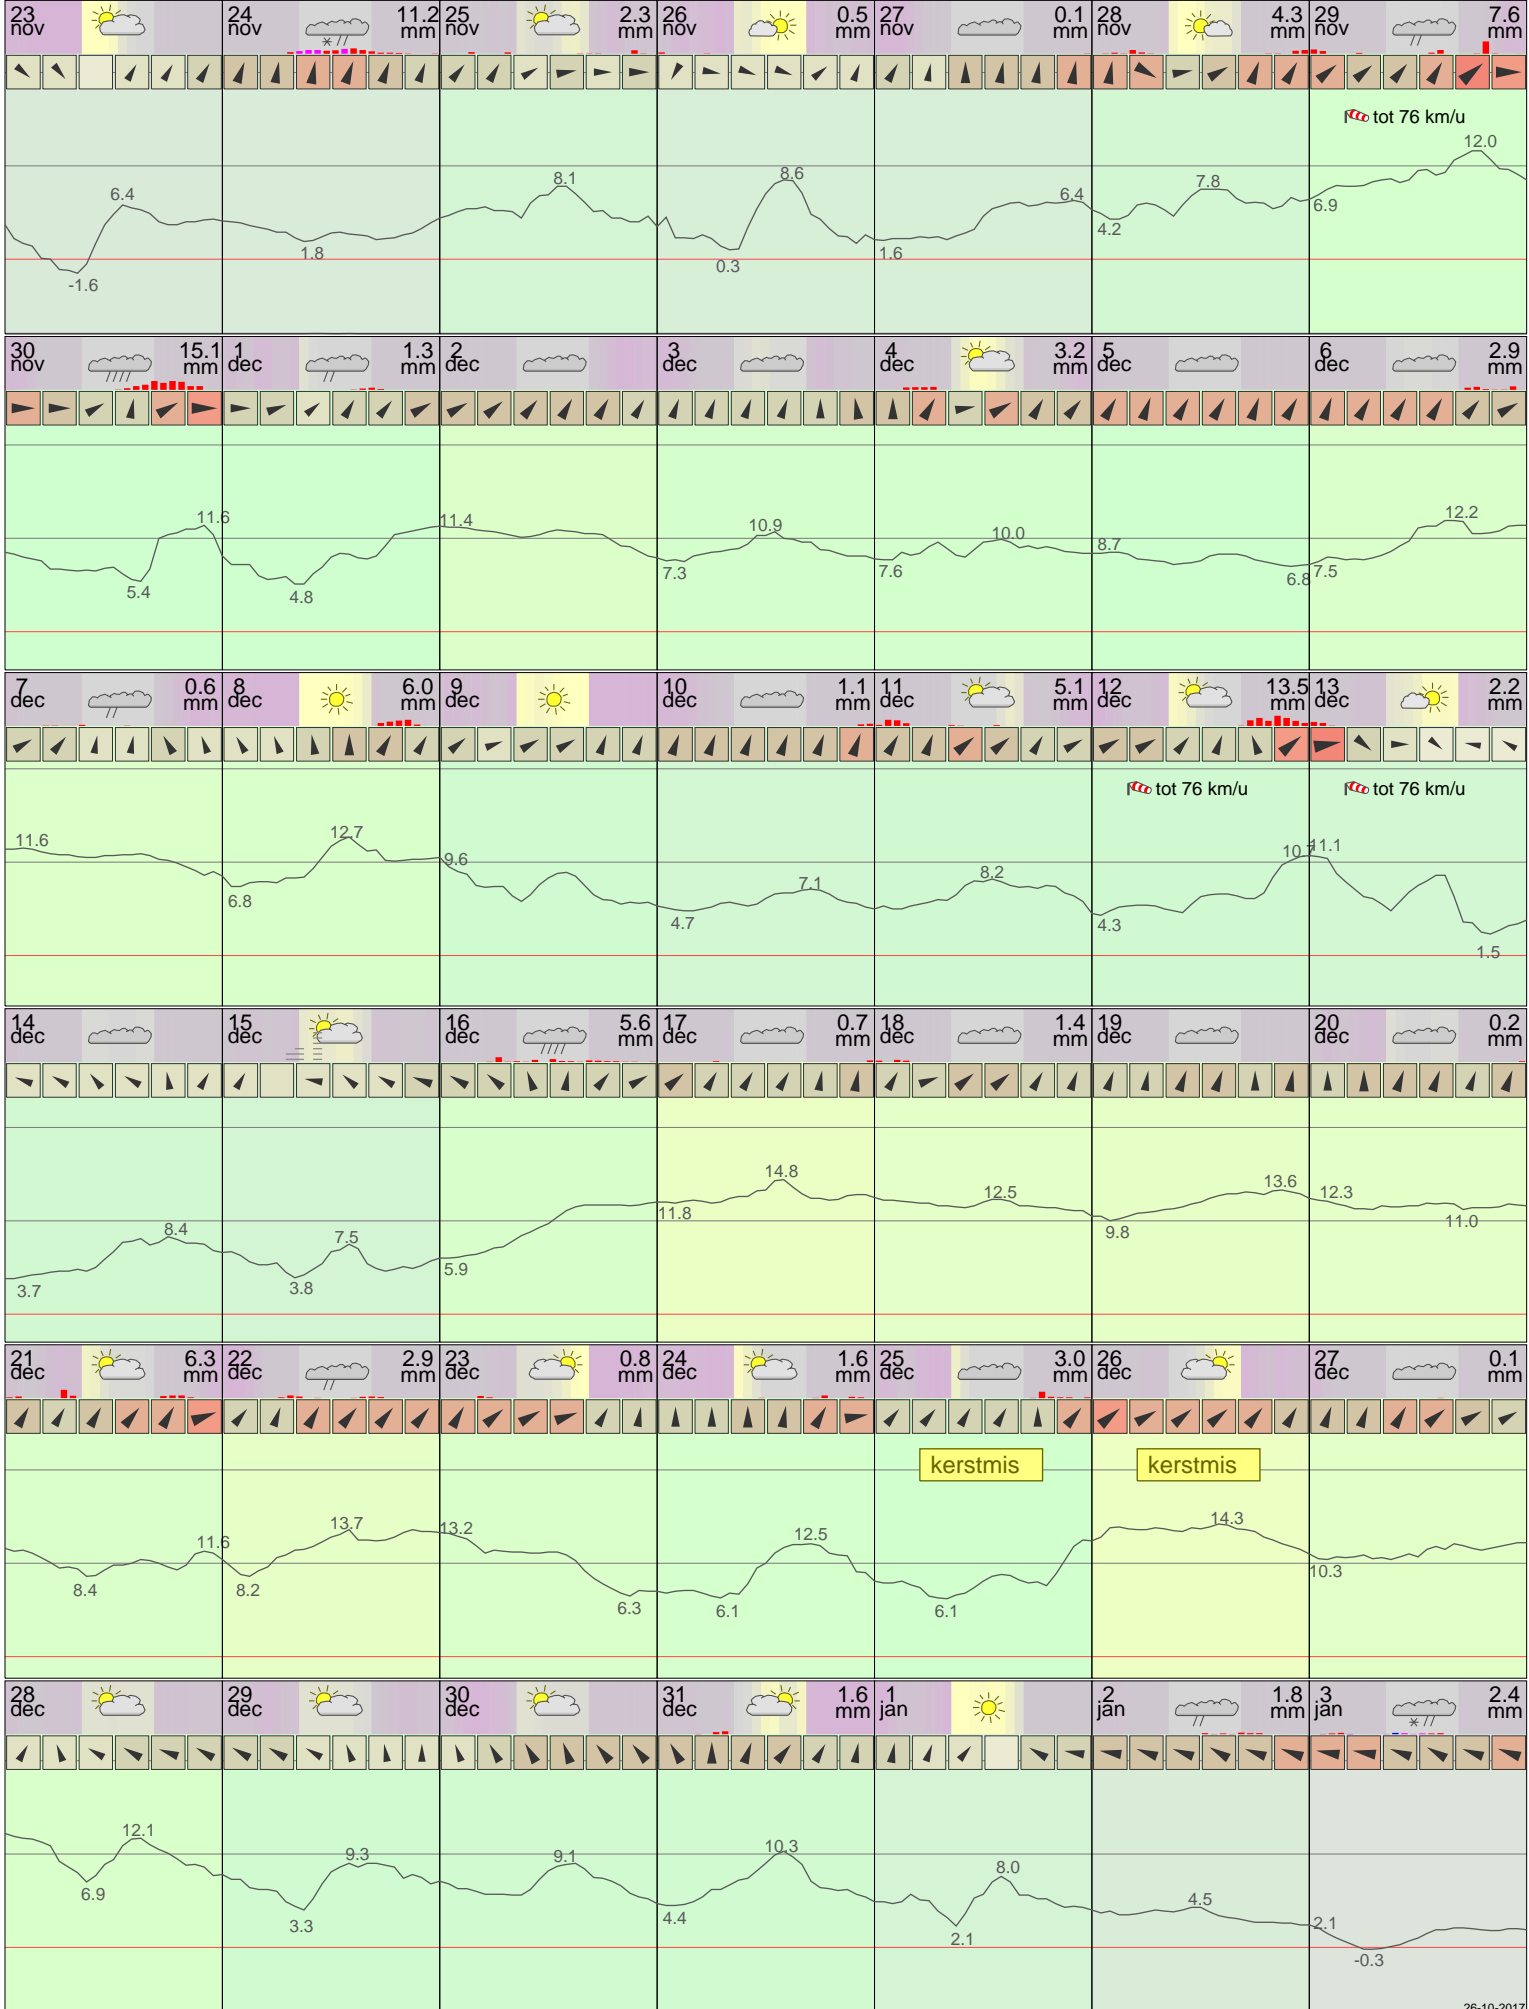 23 nov
24 nov 11.2 mm
25 nov 2.3 mm
26 nov 0.5 mm
27 nov 0.1 mm
28 nov 4.3 mm
29 nov 7.6 mm
tot 76 km/u
-1.6 6.4 1.8 8.1 0.3 8.6 1.6 6.4 4.2 7.8 6.9 12.0
30 nov 15.1 mm
1 dec 1.3 mm
2 dec
3 dec
4 dec 3.2 mm
5 dec
6 dec 2.9 mm
5.4 11.6 4.8 11.4 7.3 10.9 7.6 10.0 8.7 6.8 7.5 12.2
7 dec 0.6 mm
8 dec 6.0 mm
9 dec
10 dec 1.1 mm
11 dec 5.1 mm
12 dec 13.5 mm
13 dec 2.2 mm
tot 76 km/u
tot 76 km/u
11.6 6.8 12.7 9.6 4.7 7.1 8.2 4.3 11.1 1.5
14 dec
15 dec
16 dec 5.6 mm
17 dec 0.7 mm
18 dec 1.4 mm
19 dec
20 dec 0.2 mm
3.7 8.4 3.8 7.5 5.9 11.8 14.8 12.5 9.8 13.6 12.3 11.0
21 dec 6.3 mm
22 dec 2.9 mm
23 dec 0.8 mm
24 dec 1.6 mm
25 dec 3.0 mm
26 dec
27 dec 0.1 mm
kerstmis
kerstmis
8.4 11.6 8.2 13.7 13.2 6.3 6.1 12.5 6.1 14.3 10.3
28 dec
29 dec
30 dec
31 dec 1.6 mm
1 jan
2 jan 1.8 mm
3 jan 2.4 mm
6.9 12.1 3.3 9.3 9.1 4.4 10.3 2.1 8.0 4.5 2.1 -0.3
26-10-2017